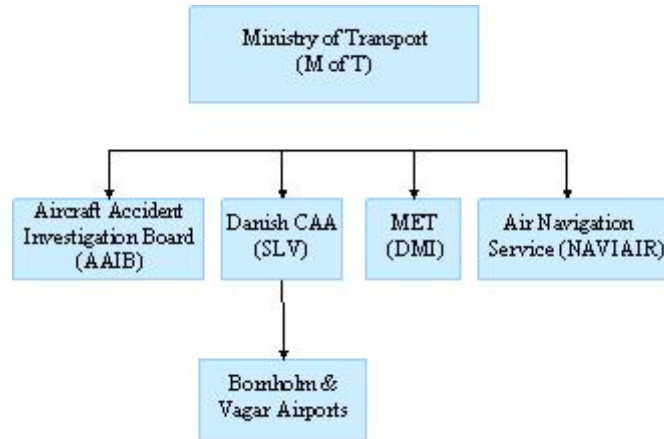 Ministry of Transport
(M of T)
Aircraft Accident
Investigation Board
(AAIB)
Danish CAA
(SLV)
MET
(DMI)
Air Navigation
Service (NAVIAIR)
Bornholm &
Vagar Airports